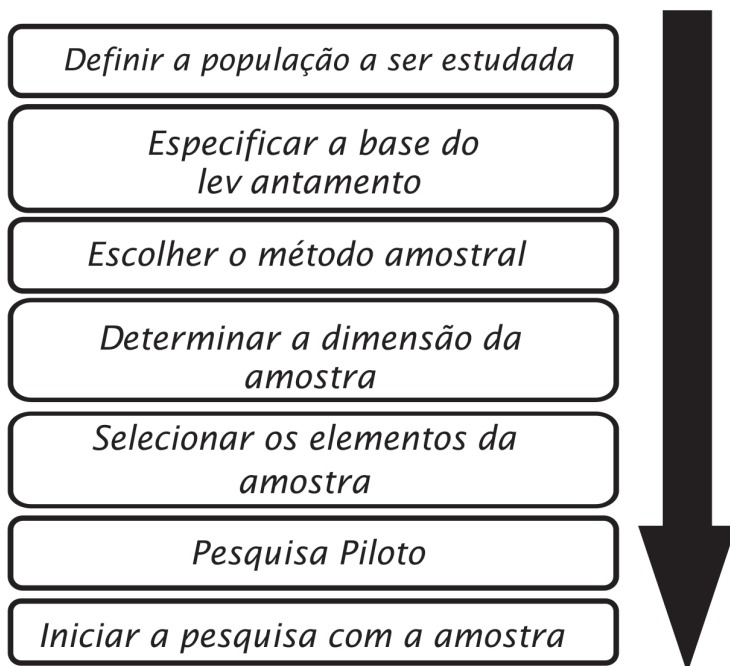 Definir a população a ser estudada
Especificar a base do
lev antamento
Escolher o método amostral
Determinar a dimensão da
amostra
Selecionar os elementos da
amostra
Pesquisa Piloto
Iniciar a pesquisa com a amostra